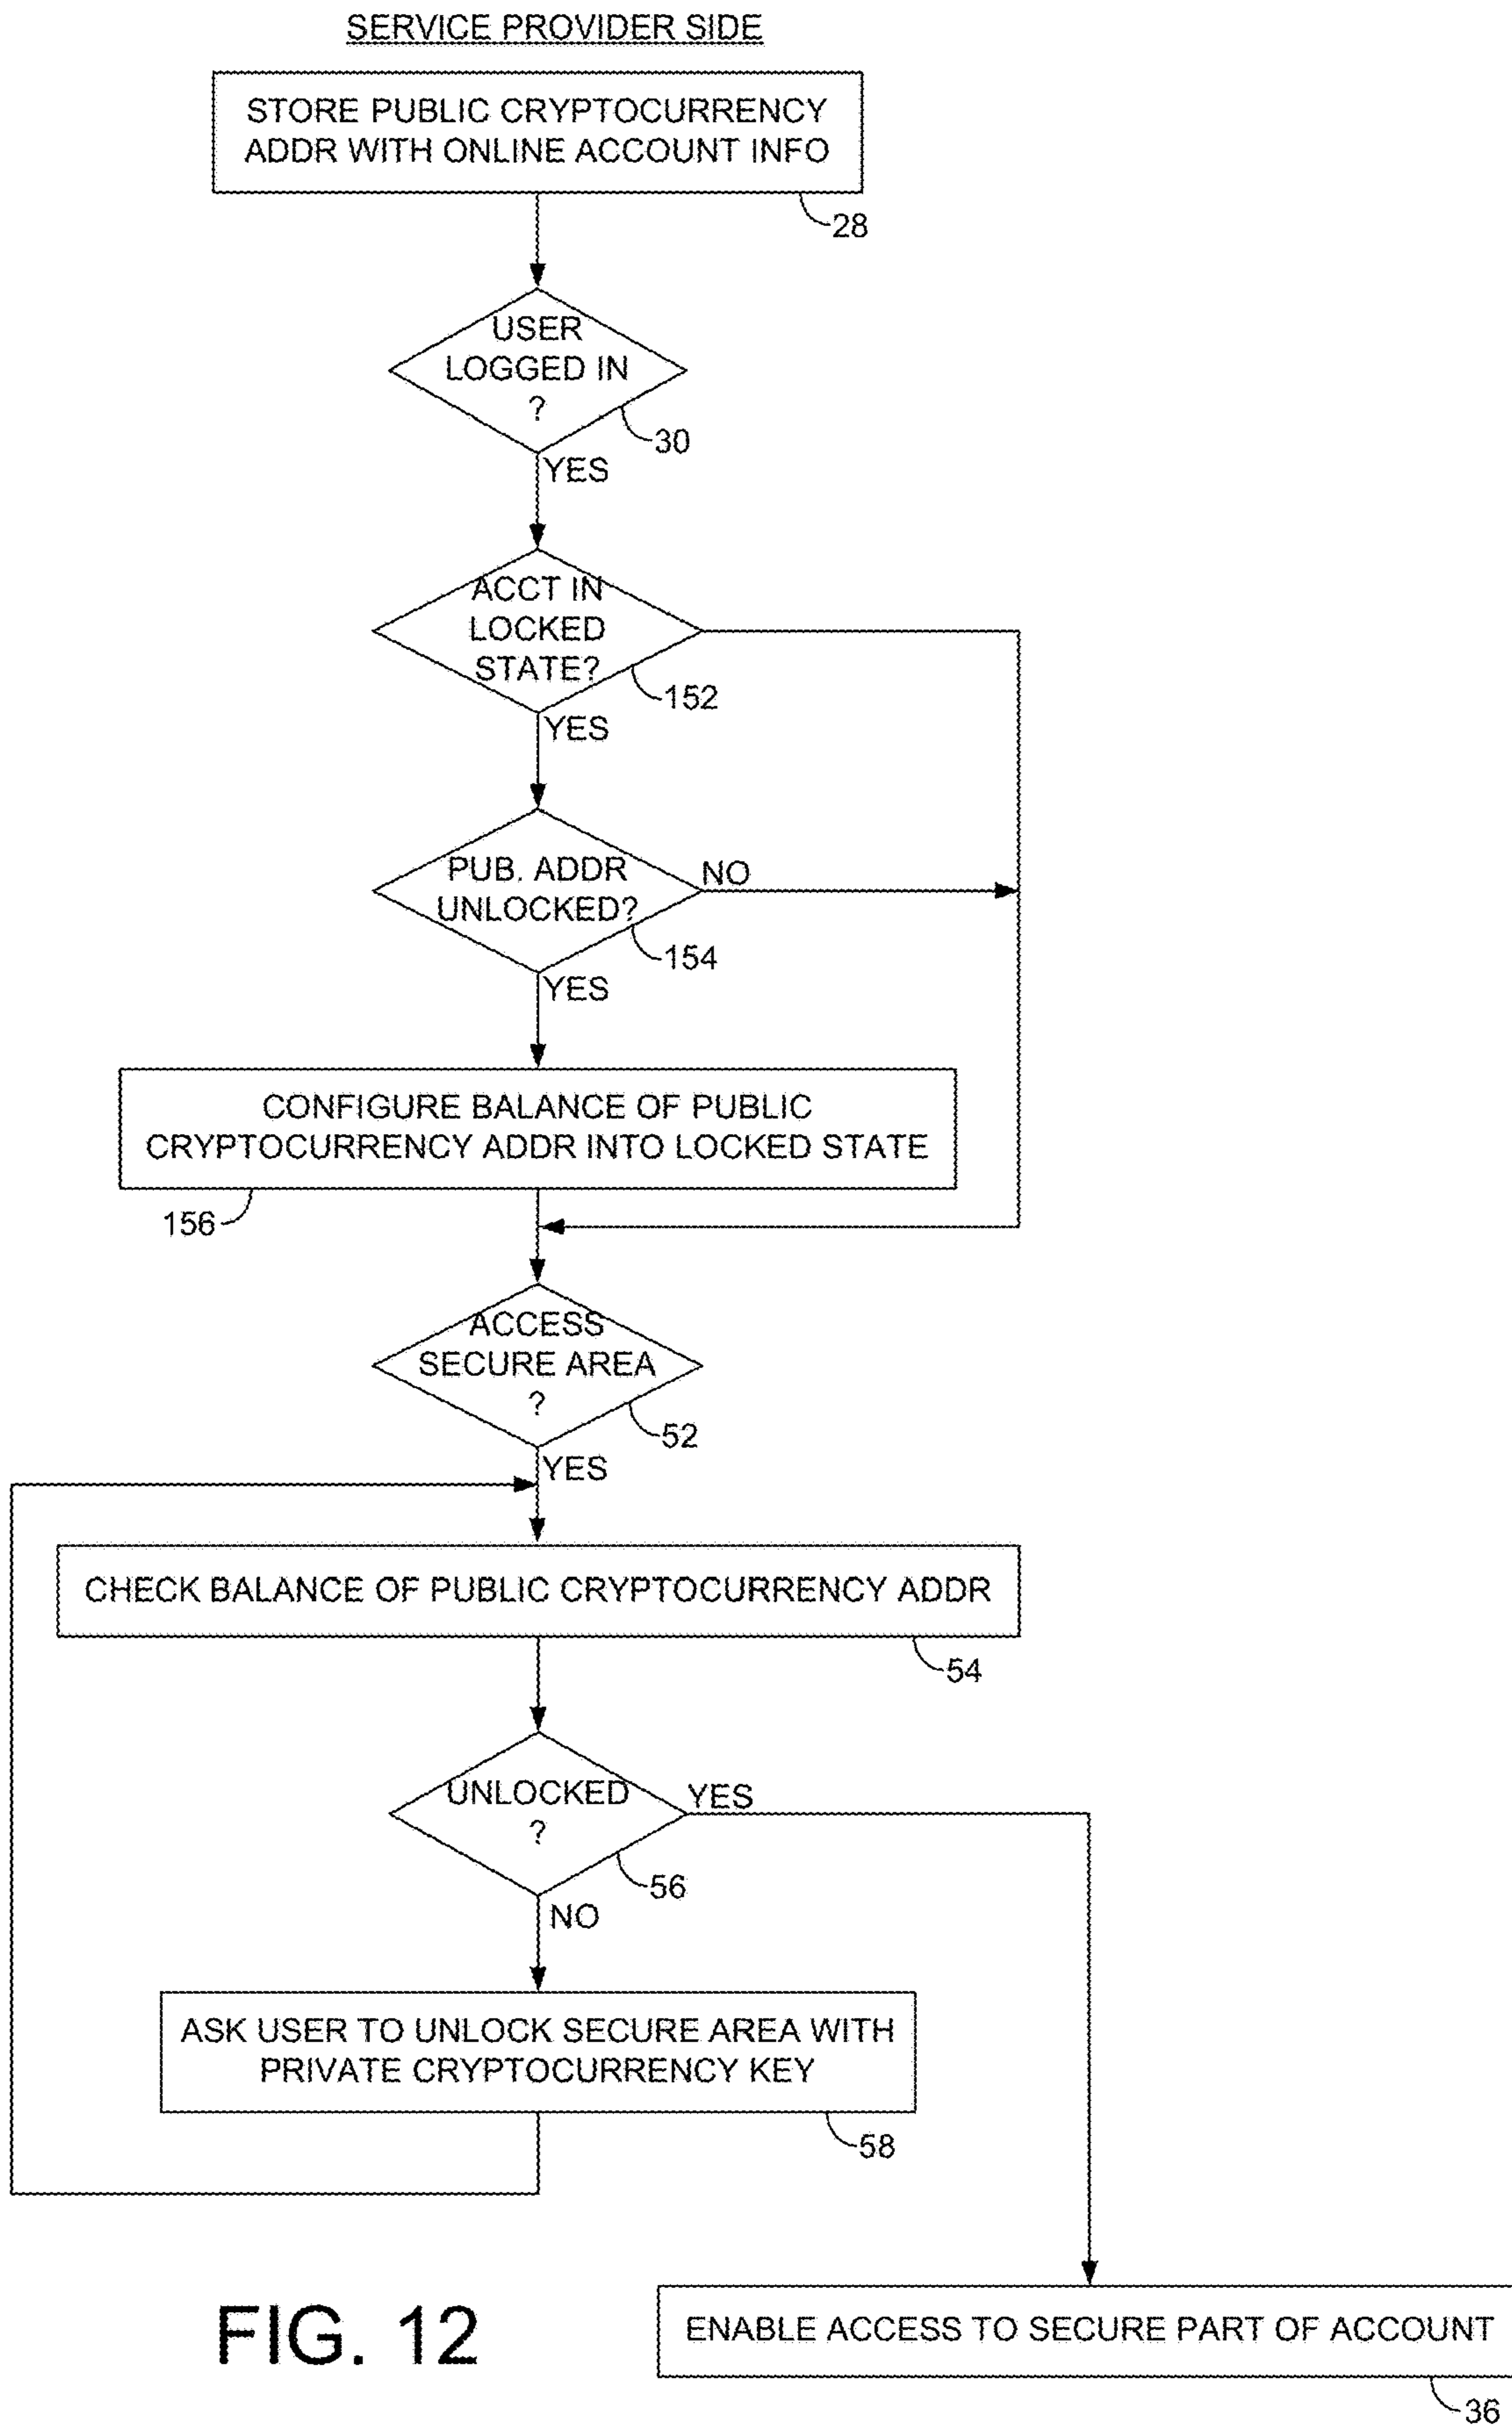 SERVICE PROVIDER SIDE
STORE PUBLIC CRYPTOCURRENCY
ADDR WITH ONLINE ACCOUNT INFO
28
USER
LOGGED IN
?
30
YES
ACCT IN
LOCKED
STATE?
152
YES
PUB. ADDR
UNLOCKED?
NO
154
YES
CONFIGURE BALANCE OF PUBLIC
CRYPTOCURRENCY ADDR INTO LOCKED STATE
156
ACCESS
SECURE AREA
?
52
YES
CHECK BALANCE OF PUBLIC CRYPTOCURRENCY ADDR
54
UNLOCKED
?
YES
56
NO
ASK USER TO UNLOCK SECURE AREA WITH
PRIVATE CRYPTOCURRENCY KEY
58
FIG. 12
ENABLE ACCESS TO SECURE PART OF ACCOUNT
36